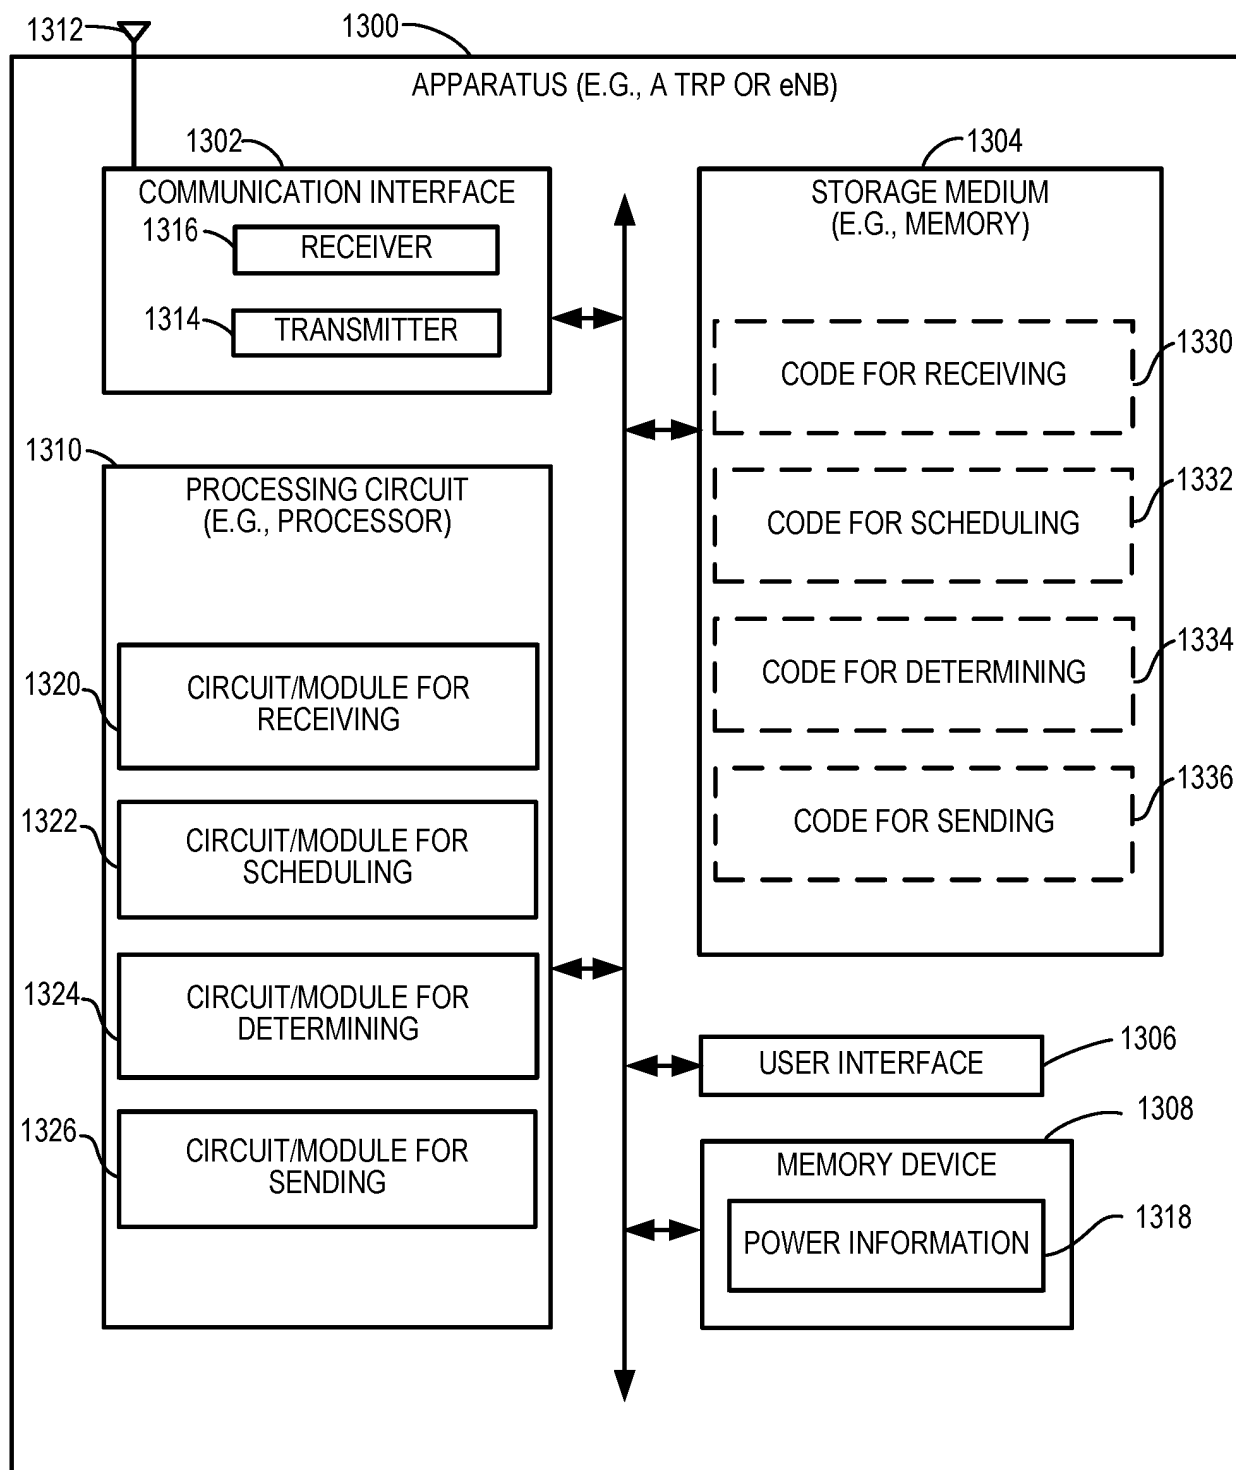 1312
1300
APPARATUS (E.G., A TRP OR eNB)
1302
COMMUNICATION INTERFACE
1316
RECEIVER
1314
TRANSMITTER
1304
STORAGE MEDIUM
(E.G., MEMORY)
CODE FOR RECEIVING
1330
CODE FOR SCHEDULING
1332
CODE FOR DETERMINING
1334
CODE FOR SENDING
1336
1310
PROCESSING CIRCUIT
(E.G., PROCESSOR)
1320
CIRCUIT/MODULE FOR
RECEIVING
1322
CIRCUIT/MODULE FOR
SCHEDULING
1324
CIRCUIT/MODULE FOR
DETERMINING
1326
CIRCUIT/MODULE FOR
SENDING
1306
USER INTERFACE
1308
MEMORY DEVICE
POWER INFORMATION
1318